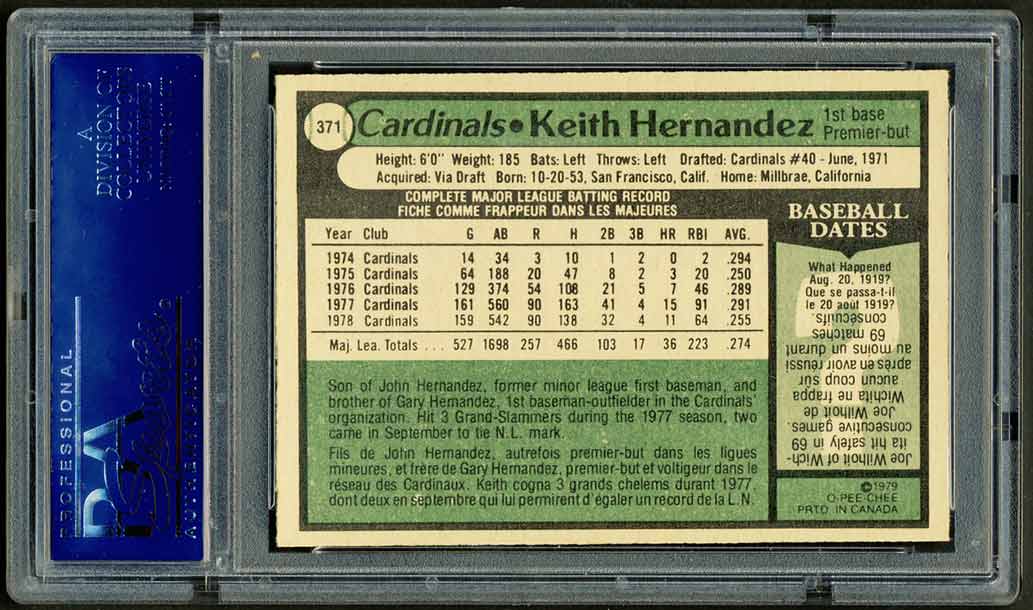 371
Cardinals • Keith Hernandez
1st base
Premier-but
Height: 6'0" Weight: 185 Bats: Left Throws: Left Drafted: Cardinals #40 - June, 1971
Acquired: Via Draft Born: 10-20-53, San Francisco, Calif. Home: Millbrae, California
COMPLETE MAJOR LEAGUE BATTING RECORD
FICHE COMME FRAPPEUR DANS LES MAJEURES
Year Club G AB R H 2B 3B HR RBI AVG.
1974 Cardinals 14 34 3 10 1 2 0 2 .294
1975 Cardinals 64 188 20 47 8 2 3 20 .250
1976 Cardinals 129 374 54 108 21 5 7 46 .289
1977 Cardinals 161 560 90 163 41 4 15 91 .291
1978 Cardinals 159 542 90 138 32 4 11 64 .255
Maj. Lea. Totals ... 527 1698 257 466 103 17 36 223 .274
Son of John Hernandez, former minor league first baseman, and
brother of Gary Hernandez, 1st baseman-outfielder in the Cardinals'
organization. Hit 3 Grand-Slammers during the 1977 season, two
came in September to tie N.L. mark.
Fils de John Hernandez, autrefois premier-but dans les ligues
mineures, et frère de Gary Hernandez, premier-but et voltigeur dans le
réseau des Cardinaux. Keith cogna 3 grands chelems durant 1977,
dont deux en septembre qui lui permirent d'égaler un record de la L.N.
BASEBALL
DATES
What Happened
Aug. 20, 1919?
Que se passa-t-il
le 20 août 1919?
Joe Wilhoit of Wich-
ita hit safely in 69
consecutive games.
Joe Wilhoit de
Wichita ne frappa
aucun coup sûr
après en avoir réussi
au moins un durant
69 matches
consécutifs.
©1979
O-PEE-CHEE
PRTD. IN CANADA
A
DIVISION OF
COLLECTORS
UNIVERSE
PROFESSIONAL
PSA
AUTHENTICATOR